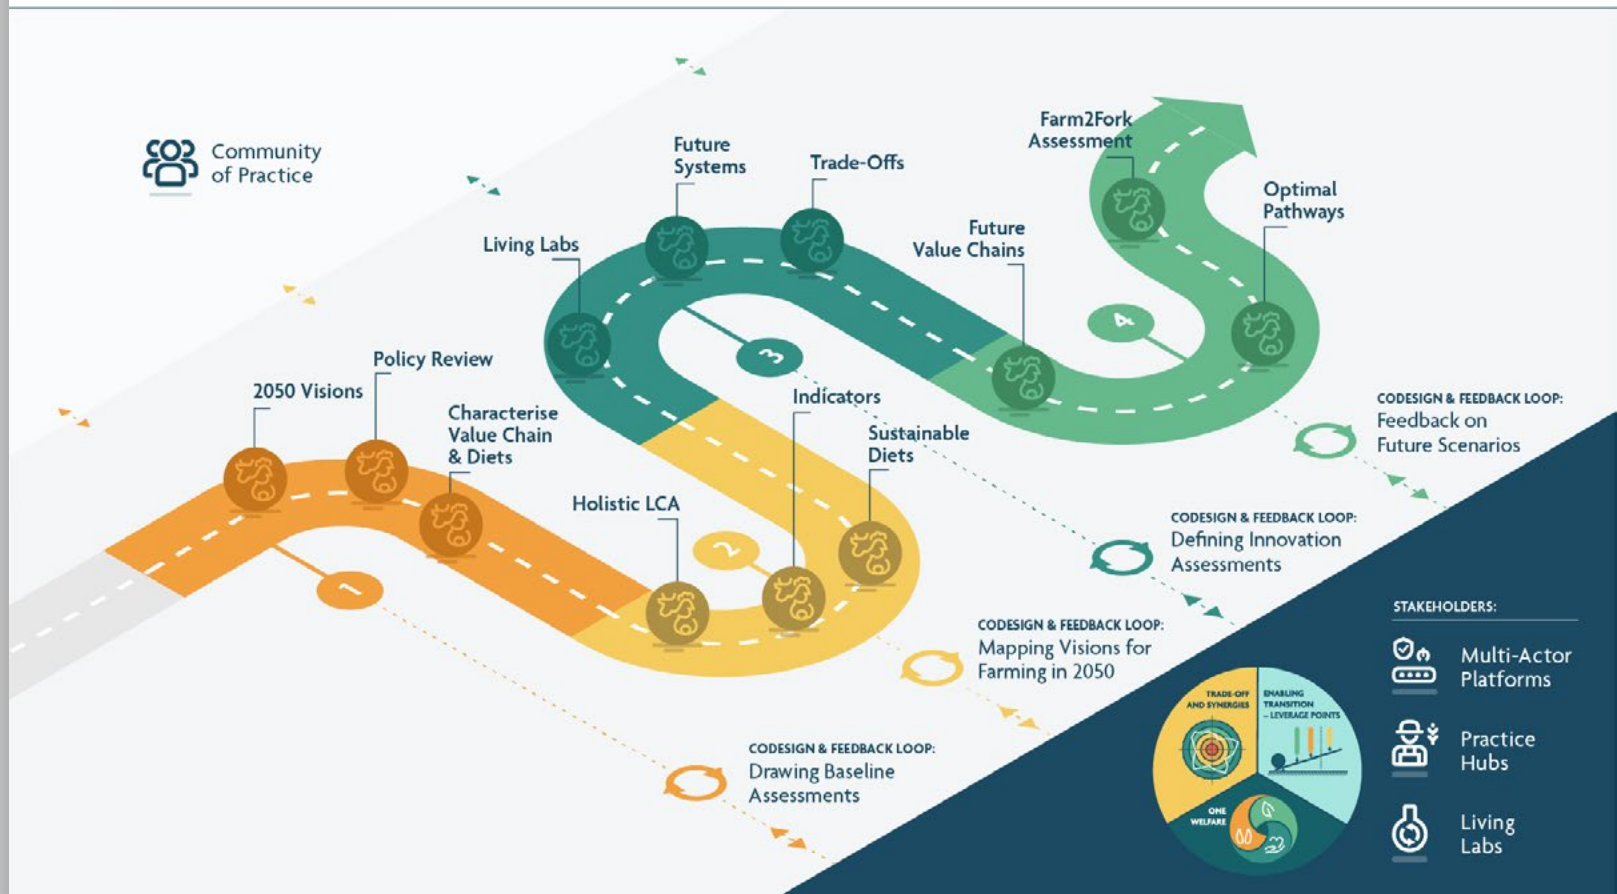 Community
of Practice
2050 Visions
Policy Review
Characterise
Value Chain
& Diets
1
Holistic LCA
Indicators
Sustainable
Diets
2
Living Labs
Future
Systems
Trade-Offs
3
Future
Value Chains
Optimal
Pathways
Farm2Fork
Assessment
4
CODESIGN & FEEDBACK LOOP:
Feedback on
Future Scenarios
CODESIGN & FEEDBACK LOOP:
Defining Innovation
Assessments
CODESIGN & FEEDBACK LOOP:
Mapping Visions for
Farming in 2050
CODESIGN & FEEDBACK LOOP:
Drawing Baseline
Assessments
TRADE-OFF
AND SYNERGIES
ENABLING
TRANSITION
– LEVERAGE POINTS
ONE
WELFARE
STAKEHOLDERS:
Multi-Actor
Platforms
Practice
Hubs
Living
Labs